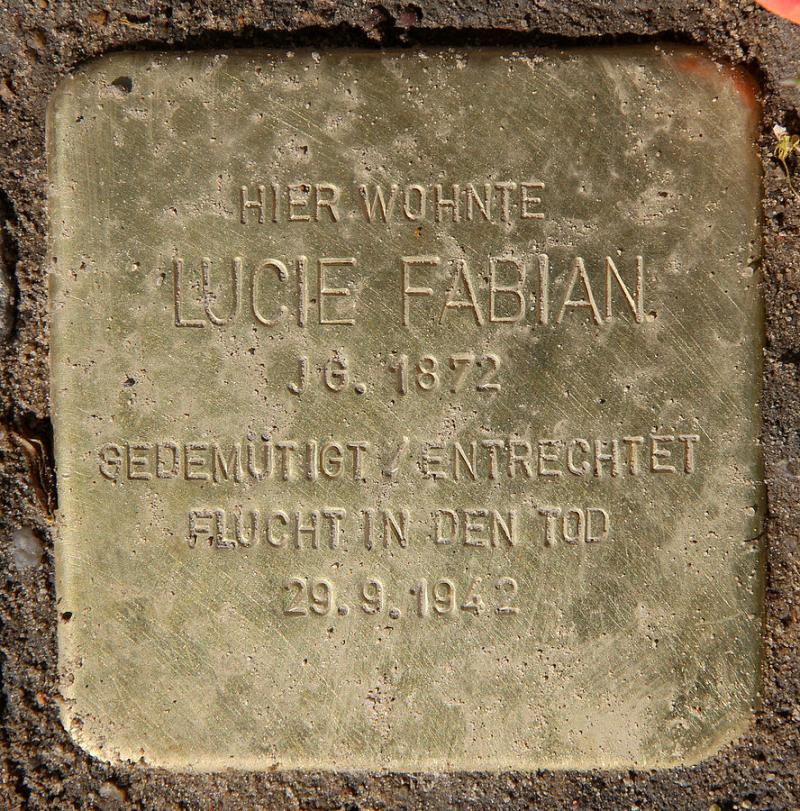 HIER WOHNTE
LUCIE FABIAN
JG. 1872
GEDEMÜTIGT / ENTRECHTET
FLUCHT IN DEN TOD
29.9.1942